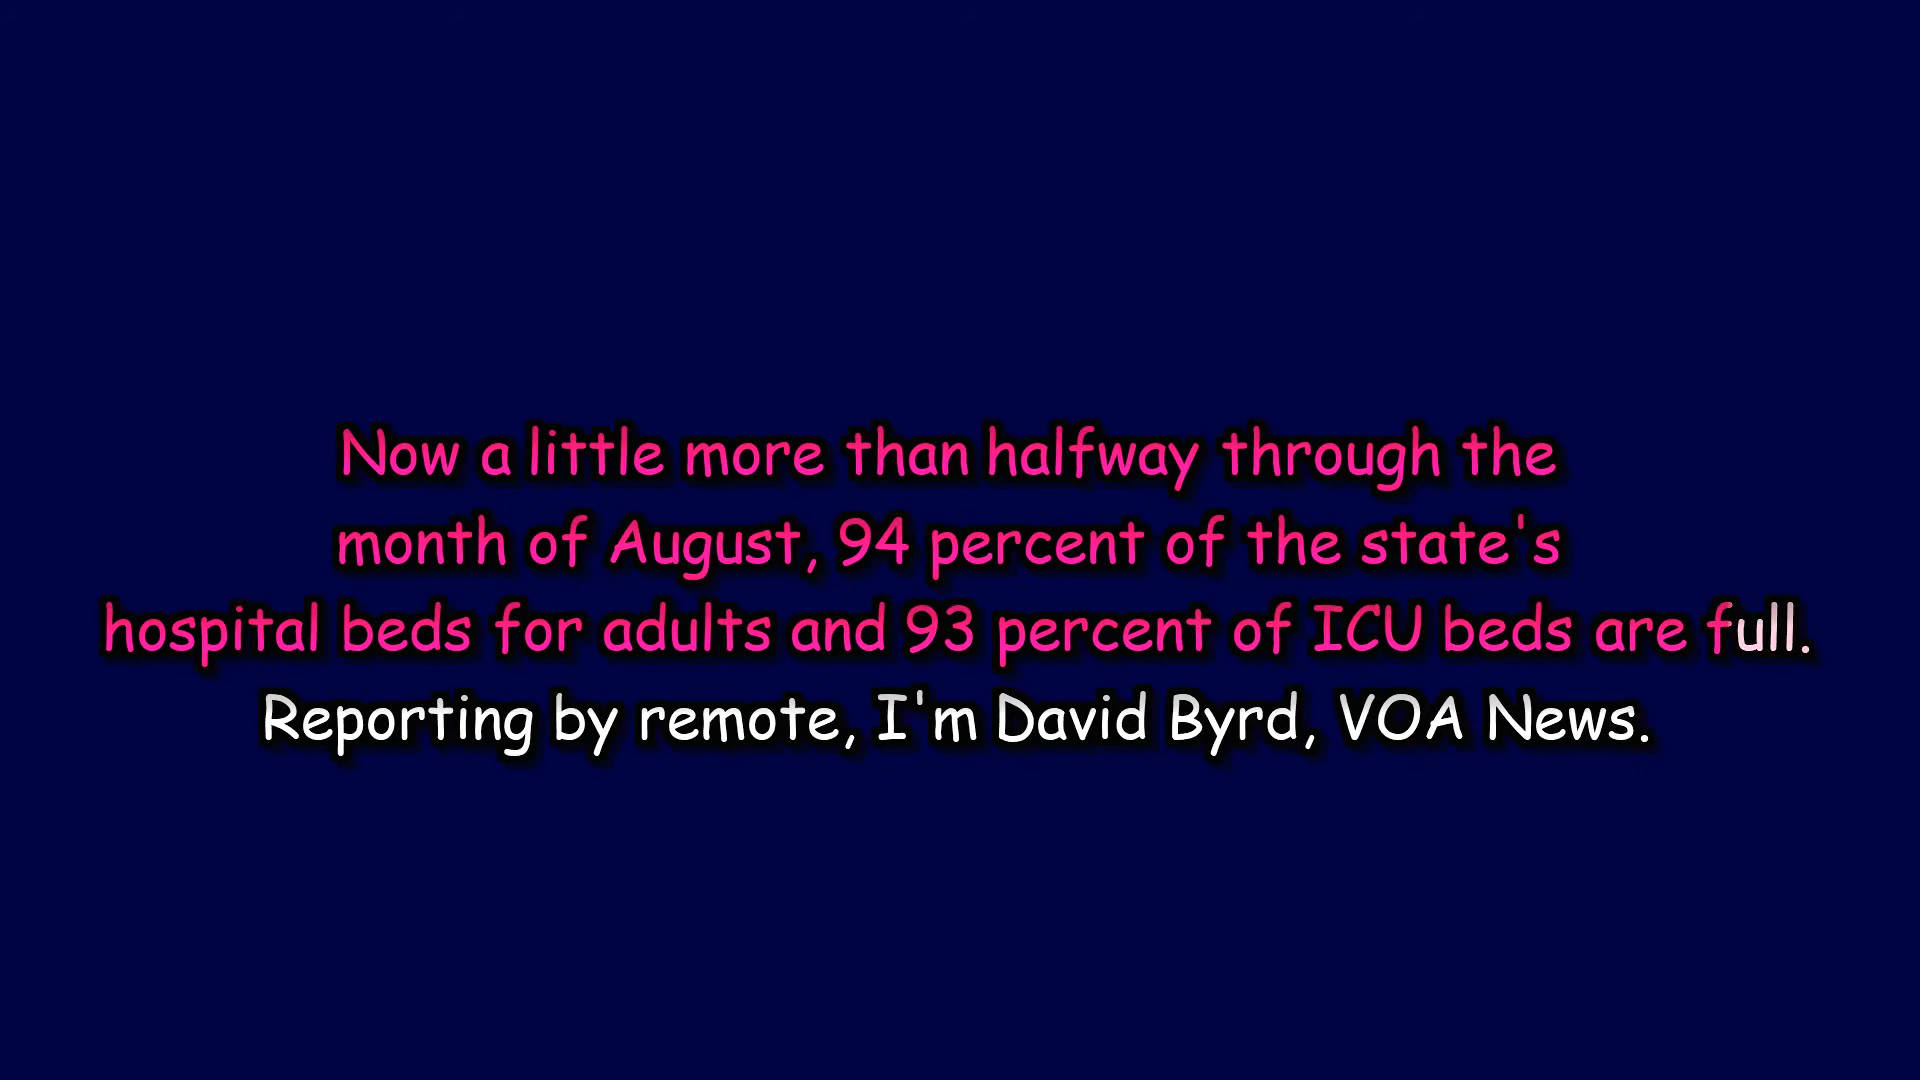 Now a little more than halfway through the
month of August, 94 percent of the state's
hospital beds for adults and 93 percent of ICU beds are full.
Reporting by remote, I'm David Byrd, VOA News.